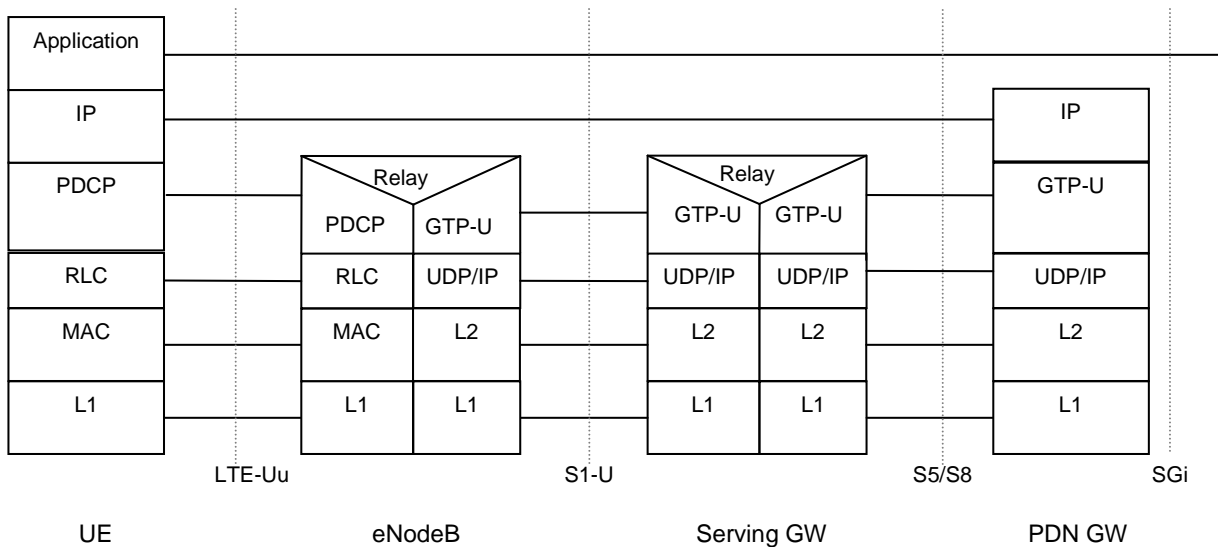 Application
IP
IP
Relay
Relay
PDCP
GTP-U
PDCP
GTP-U
GTP-U
GTP-U
RLC
RLC
UDP/IP
UDP/IP
UDP/IP
UDP/IP
MAC
MAC
L2
L2
L2
L2
L1
L1
L1
L1
L1
L1
LTE-Uu
S1-U
S5/S8
SGi
UE
eNodeB
Serving GW
PDN GW